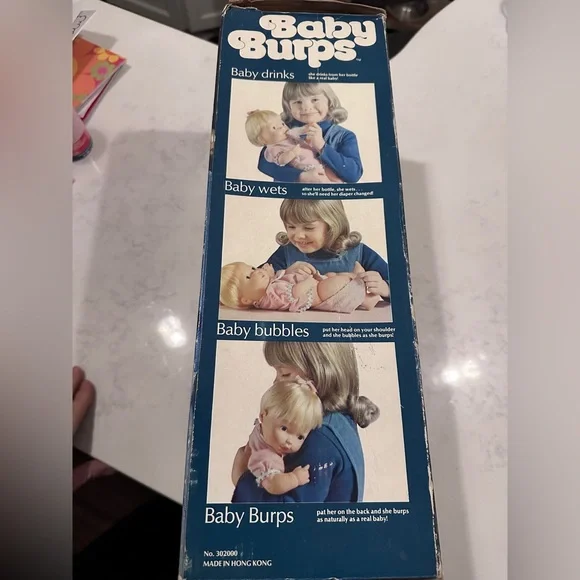 Baby
Burps™
Baby drinks
she drinks from her bottle
like a real baby!
Baby wets
after her bottle, she wets...
so she'll need her diaper changed!
Baby bubbles
put her head on your shoulder
and she bubbles as she burps!
Baby Burps
pat her on the back and she burps
as naturally as a real baby!
No. 302000
MADE IN HONG KONG